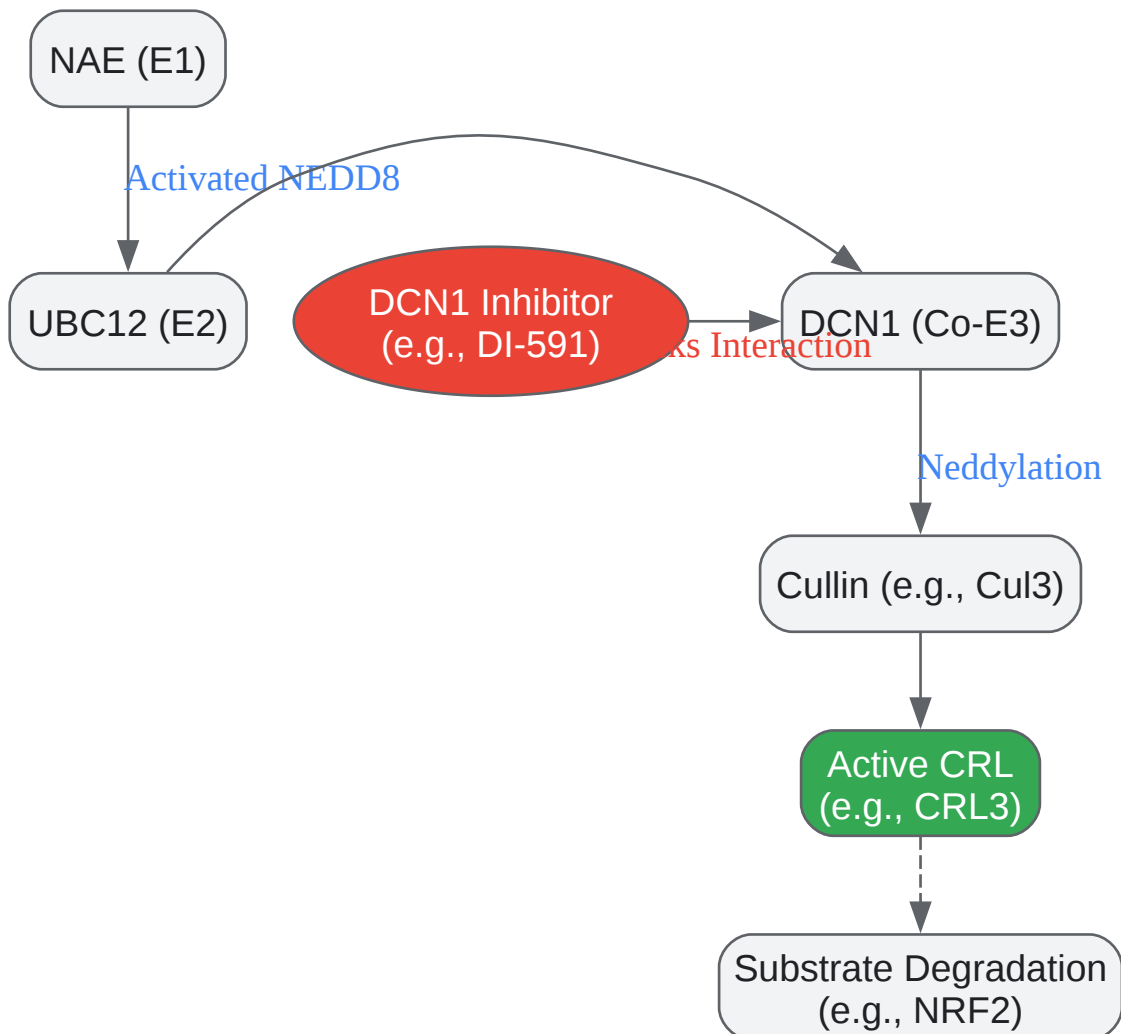 NAE (E1)
Activated NEDD8
UBC12 (E2)
DCN1 Inhibitor
(e.g., DI-591)
DCN1 (Co-E3)
Interaction
Neddylation
Cullin (e.g., Cul3)
Active CRL
(e.g., CRL3)
Substrate Degradation
(e.g., NRF2)